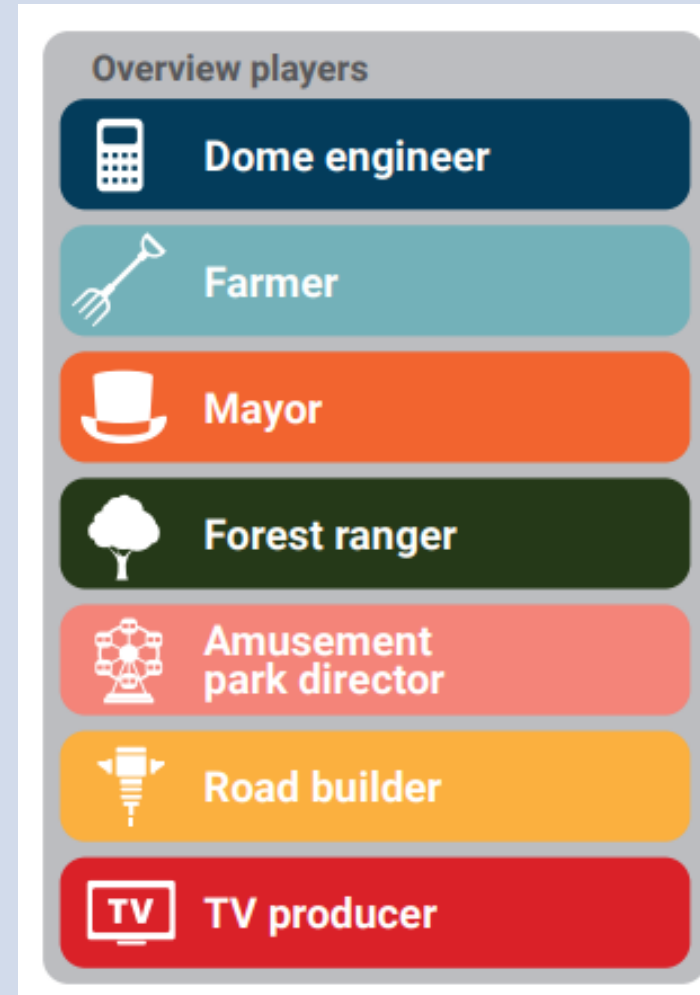 Overview players
Dome engineer
Farmer
Mayor
Forest ranger
Amusement
park director
Road builder
TV
TV producer